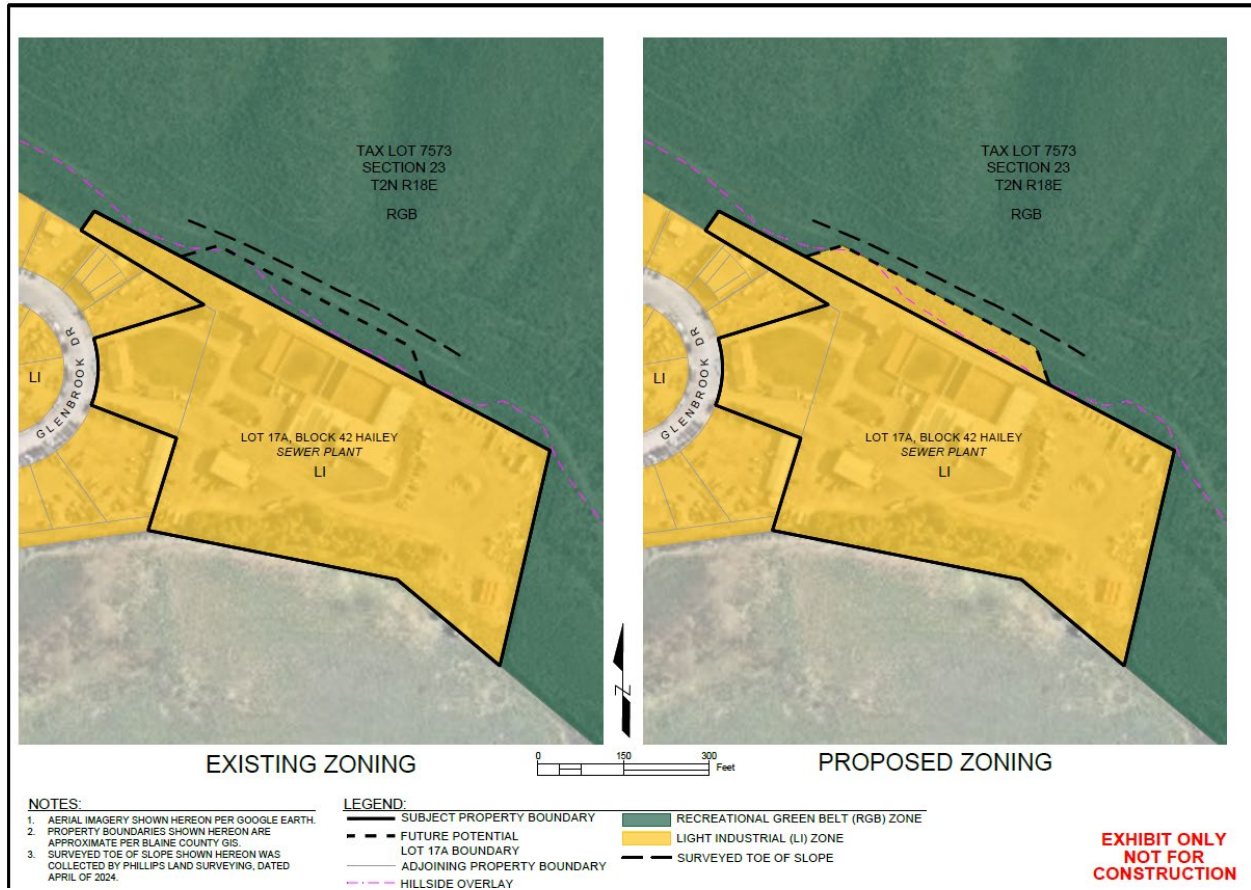 TAX LOT 7573
SECTION 23
T2N R18E
RGB
LI
GLENBROOK DR
LOT 17A, BLOCK 42 HAILEY
SEWER PLANT
LI
EXISTING ZONING
TAX LOT 7573
SECTION 23
T2N R18E
RGB
LI
GLENBROOK DR
LOT 17A, BLOCK 42 HAILEY
SEWER PLANT
LI
PROPOSED ZONING
N
0 150 300
Feet
NOTES:
1. AERIAL IMAGERY SHOWN HEREON PER GOOGLE EARTH.
2. PROPERTY BOUNDARIES SHOWN HEREON ARE
APPROXIMATE PER BLAINE COUNTY GIS.
3. SURVEYED TOE OF SLOPE SHOWN HEREON WAS
COLLECTED BY PHILLIPS LAND SURVEYING, DATED
APRIL OF 2024.
LEGEND:
SUBJECT PROPERTY BOUNDARY
FUTURE POTENTIAL
LOT 17A BOUNDARY
ADJOINING PROPERTY BOUNDARY
HILLSIDE OVERLAY
RECREATIONAL GREEN BELT (RGB) ZONE
LIGHT INDUSTRIAL (LI) ZONE
SURVEYED TOE OF SLOPE
EXHIBIT ONLY
NOT FOR
CONSTRUCTION